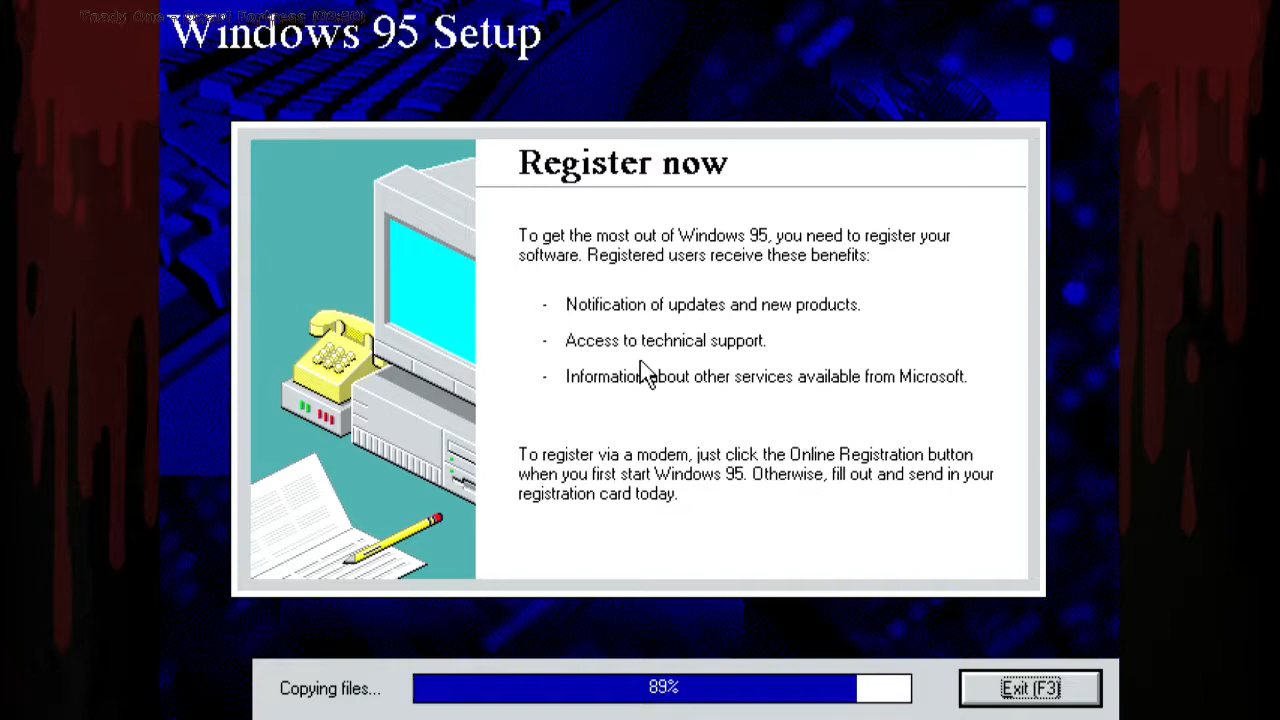 Windows 95 Setup
Register now
To get the most out of Windows 95, you need to register your
software. Registered users receive these benefits:
- Notification of updates and new products.
- Access to technical support.
- Information about other services available from Microsoft.
To register via a modem, just click the Online Registration button
when you first start Windows 95. Otherwise, fill out and send in your
registration card today.
Copying files...
89%
Exit (F3)